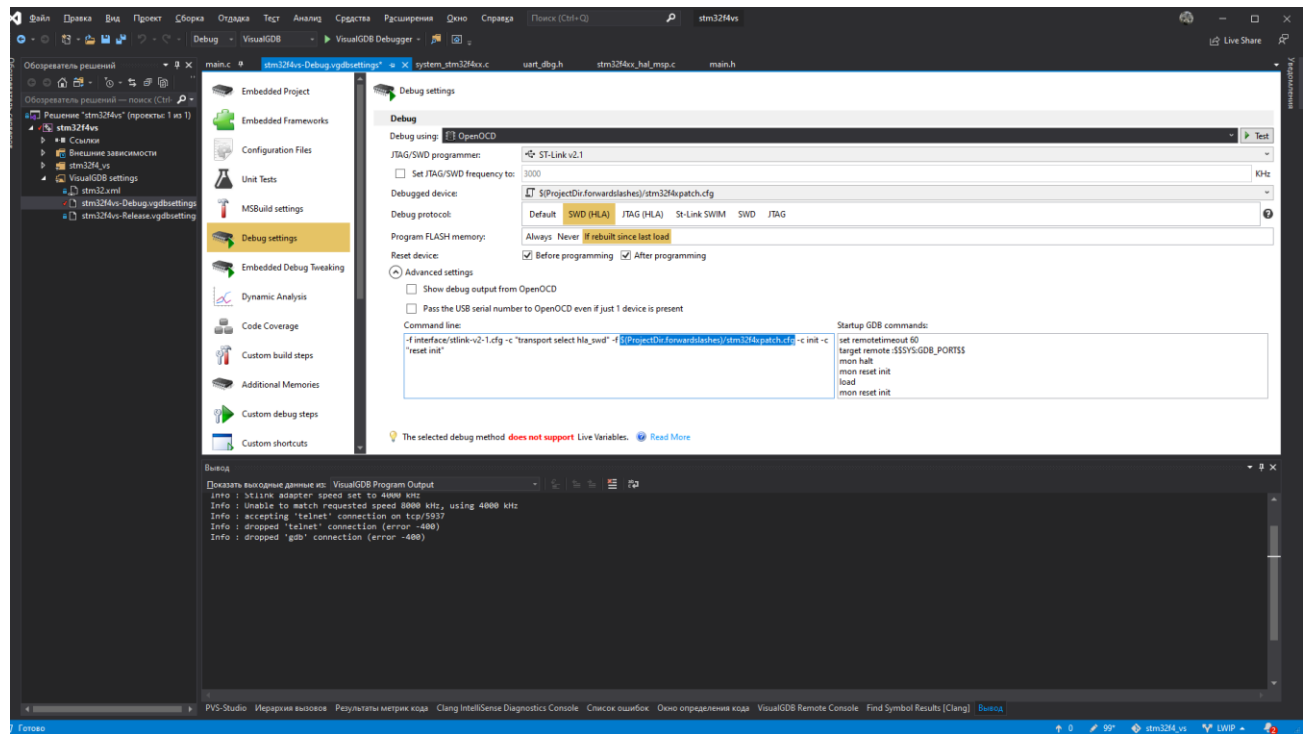 Файл Правка Вид Проект Сборка Отладка Тест Анализ Средства Расширения Окно Справка Поиск (Ctrl+Q) stm32f4vs
Debug VisualGDB VisualGDB Debugger Live Share
Обозреватель решений
main.c stm32f4vs-Debug.vgdbsettings* system_stm32f4xx.c uart_dbg.h stm32f4xx_hal_msp.c main.h
Уведомления
Обозреватель решений — поиск (Ctrl
Решение "stm32f4vs" (проекты: 1 из 1)
stm32f4vs
Ссылки
Внешние зависимости
stm32f4_vs
VisualGDB settings
stm32.xml
stm32f4vs-Debug.vgdbsettings
stm32f4vs-Release.vgdbsetting
Embedded Project
Embedded Frameworks
Configuration Files
Unit Tests
MSBuild settings
Debug settings
Embedded Debug Tweaking
Dynamic Analysis
Code Coverage
Custom build steps
Additional Memories
Custom debug steps
Custom shortcuts
Debug settings
Debug
Debug using: OpenOCD Test
JTAG/SWD programmer: ST-Link v2.1
Set JTAG/SWD frequency to: 3000 KHz
Debugged device: $(ProjectDir.forwardslashes)/stm32f4xpatch.cfg
Debug protocol: Default SWD (HLA) JTAG (HLA) St-Link SWIM SWD JTAG
Program FLASH memory: Always Never If rebuilt since last load
Reset device: Before programming After programming
Advanced settings
Show debug output from OpenOCD
Pass the USB serial number to OpenOCD even if just 1 device is present
Command line: Startup GDB commands:
-f interface/stlink-v2-1.cfg -c "transport select hla_swd" -f $(ProjectDir.forwardslashes)/stm32f4xpatch.cfg -c init -c
"reset init"
set remotetimeout 60
target remote :$$SYS:GDB_PORT$$
mon halt
mon reset init
load
mon reset init
The selected debug method does not support Live Variables. Read More
Вывод
Показать выходные данные из: VisualGDB Program Output
Info : Stlink adapter speed set to 4000 kHz
Info : Unable to match requested speed 8000 kHz, using 4000 kHz
Info : accepting 'telnet' connection on tcp/5937
Info : dropped 'telnet' connection (error -400)
Info : dropped 'gdb' connection (error -400)
PVS-Studio Иерархия вызовов Результаты метрик кода Clang IntelliSense Diagnostics Console Список ошибок Окно определения кода VisualGDB Remote Console Find Symbol Results [Clang] Вывод
Готово 0 99* stm32f4_vs LWIP 2